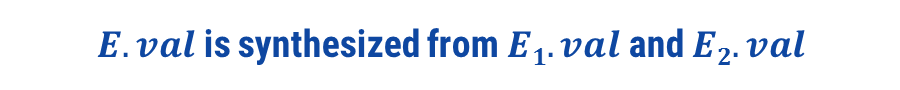 E.val is synthesized from E₁.val and E₂.val